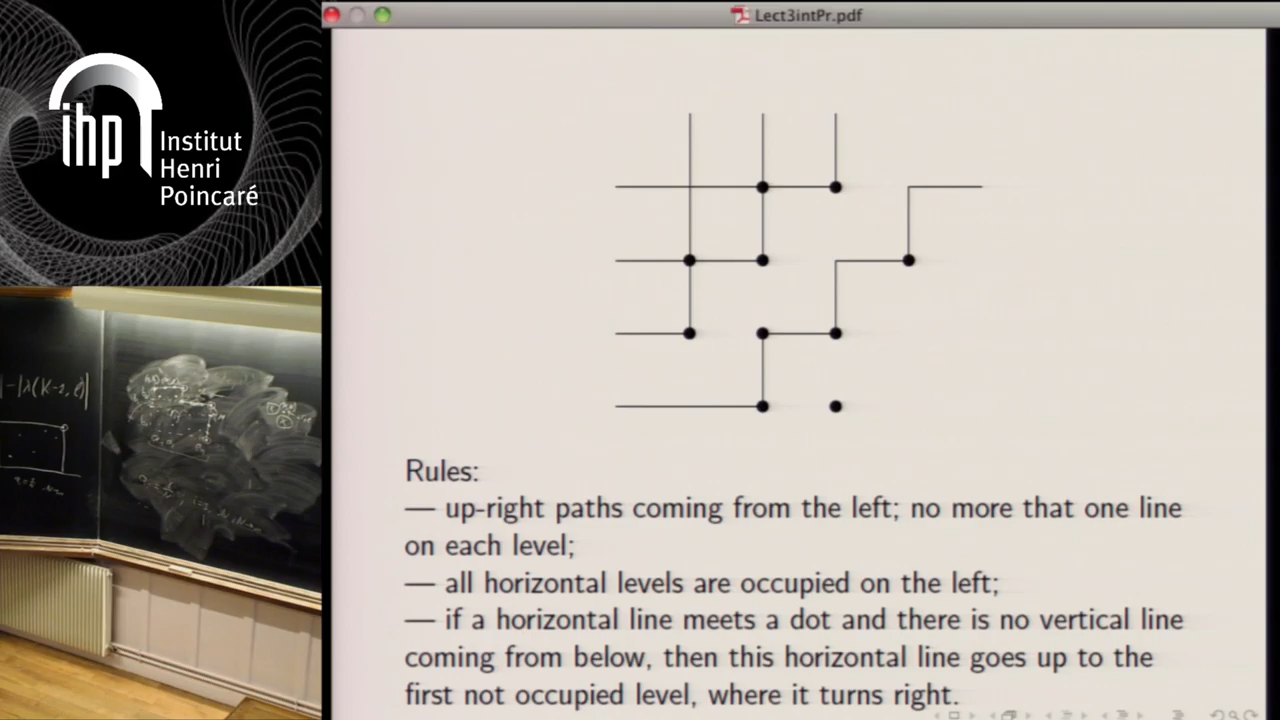 Lect3intPr.pdf
ihp
Institut
Henri
Poincaré
Rules:
— up-right paths coming from the left; no more that one line
on each level;
— all horizontal levels are occupied on the left;
— if a horizontal line meets a dot and there is no vertical line
coming from below, then this horizontal line goes up to the
first not occupied level, where it turns right.